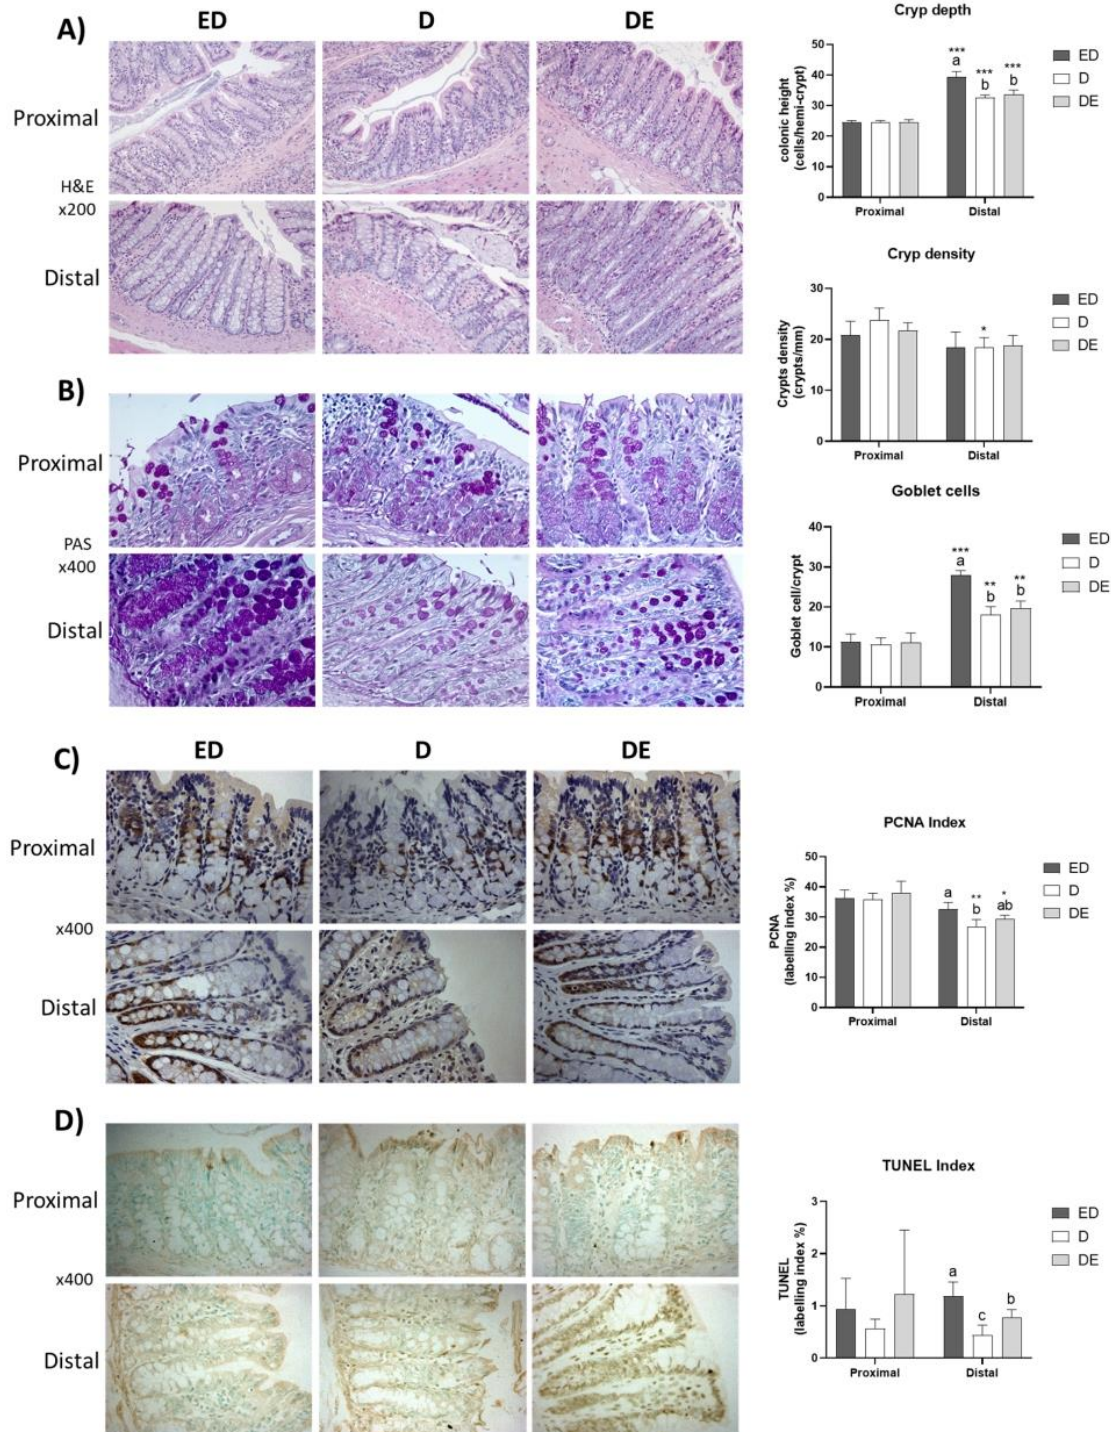 A)
ED
D
DE
Proximal
H&E
x200
Distal
B)
Proximal
PAS
x400
Distal
Cryp depth
50
40
30
20
10
0
colonic height
(cells/hemi-crypt)
***
a
***
b
***
b
Proximal
Distal
ED
D
DE
Cryp density
30
20
10
0
Crypts density
(crypts/mm)
*
Proximal
Distal
ED
D
DE
Goblet cells
40
30
20
10
0
Goblet cell/crypt
***
a
**
b
**
b
Proximal
Distal
ED
D
DE
C)
ED
D
DE
Proximal
x400
Distal
PCNA Index
50
40
30
20
10
0
PCNA
(labelling index %)
a
**
b
*
ab
Proximal
Distal
ED
D
DE
D)
Proximal
x400
Distal
TUNEL Index
3
2
1
0
TUNEL
(labelling index %)
a
c
b
Proximal
Distal
ED
D
DE